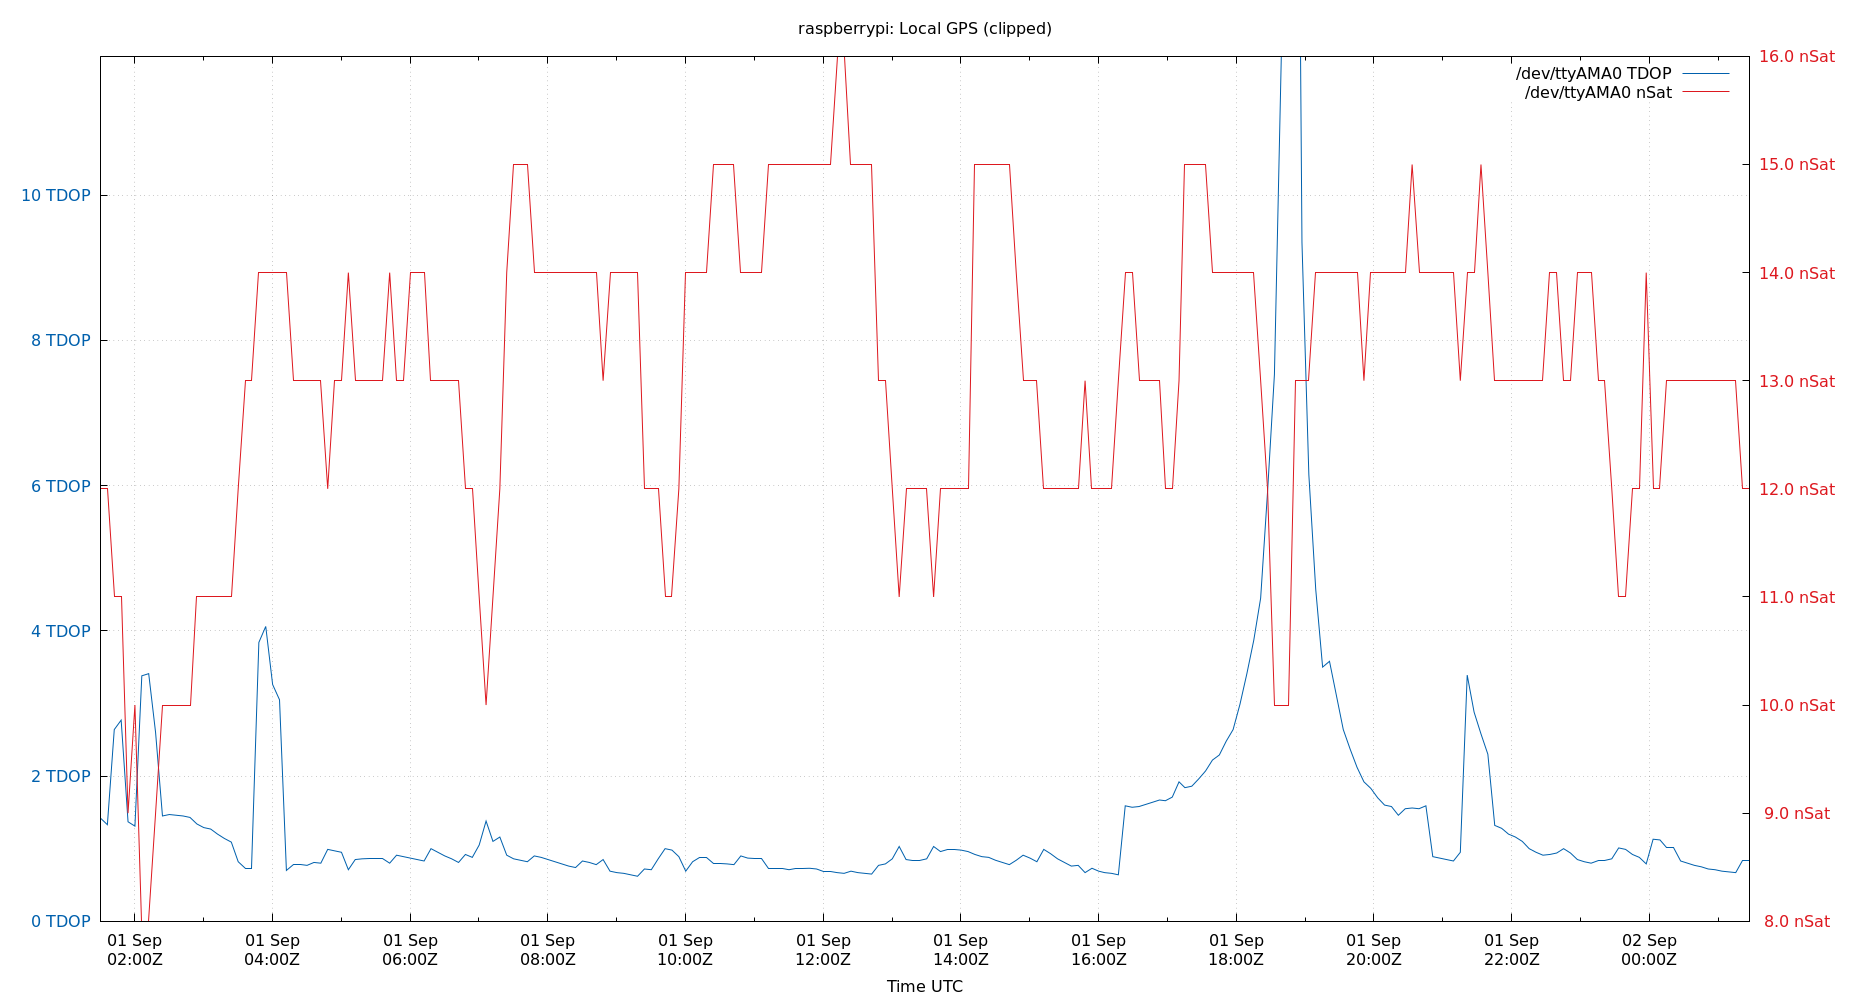 raspberrypi: Local GPS (clipped)
/dev/ttyAMA0 TDOP
/dev/ttyAMA0 nSat
10 TDOP
8 TDOP
6 TDOP
4 TDOP
2 TDOP
0 TDOP
16.0 nSat
15.0 nSat
14.0 nSat
13.0 nSat
12.0 nSat
11.0 nSat
10.0 nSat
9.0 nSat
8.0 nSat
01 Sep 01 Sep 01 Sep 01 Sep 01 Sep 01 Sep 01 Sep 01 Sep 01 Sep 01 Sep 01 Sep 02 Sep
02:00Z 04:00Z 06:00Z 08:00Z 10:00Z 12:00Z 14:00Z 16:00Z 18:00Z 20:00Z 22:00Z 00:00Z
Time UTC